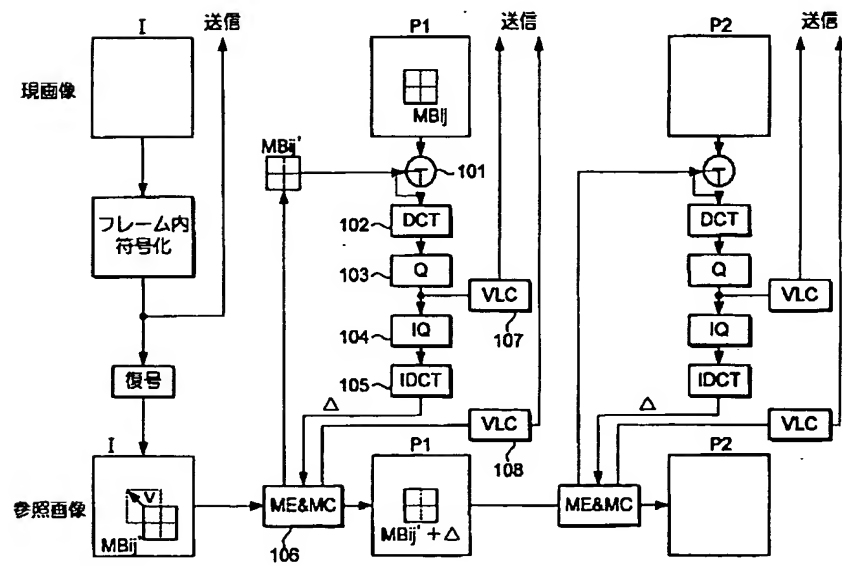 I
送信
P1
送信
P2
送信
現画像
MBij
MBij'
101
フレーム内
符号化
102
DCT
DCT
103
Q
Q
VLC
107
VLC
104
IQ
IQ
復号
105
IDCT
IDCT
Δ
VLC
108
Δ
VLC
I
P1
P2
参照画像
V
MBij'
ME&MC
106
MBij'+Δ
ME&MC